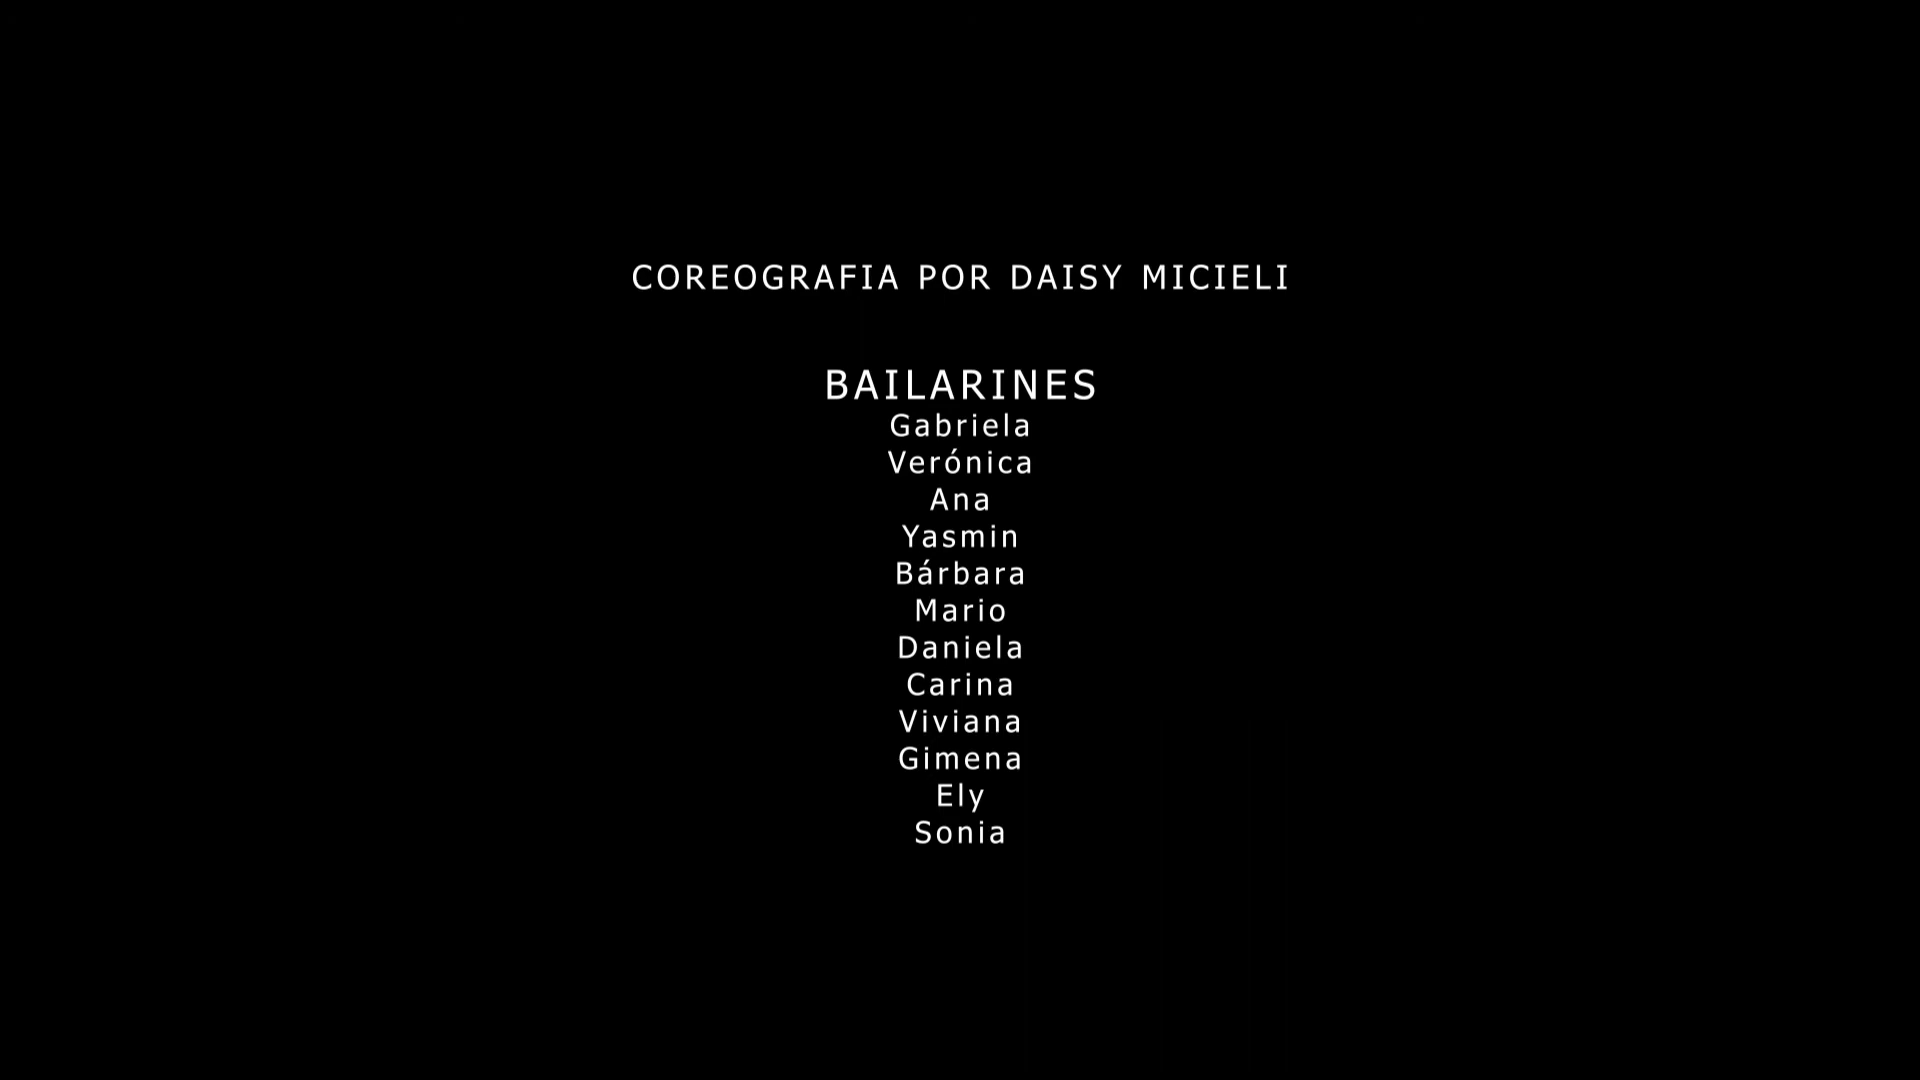 COREOGRAFIA POR DAISY MICIELI
BAILARINES
Gabriela
Verónica
Ana
Yasmin
Bárbara
Mario
Daniela
Carina
Viviana
Gimena
Ely
Sonia